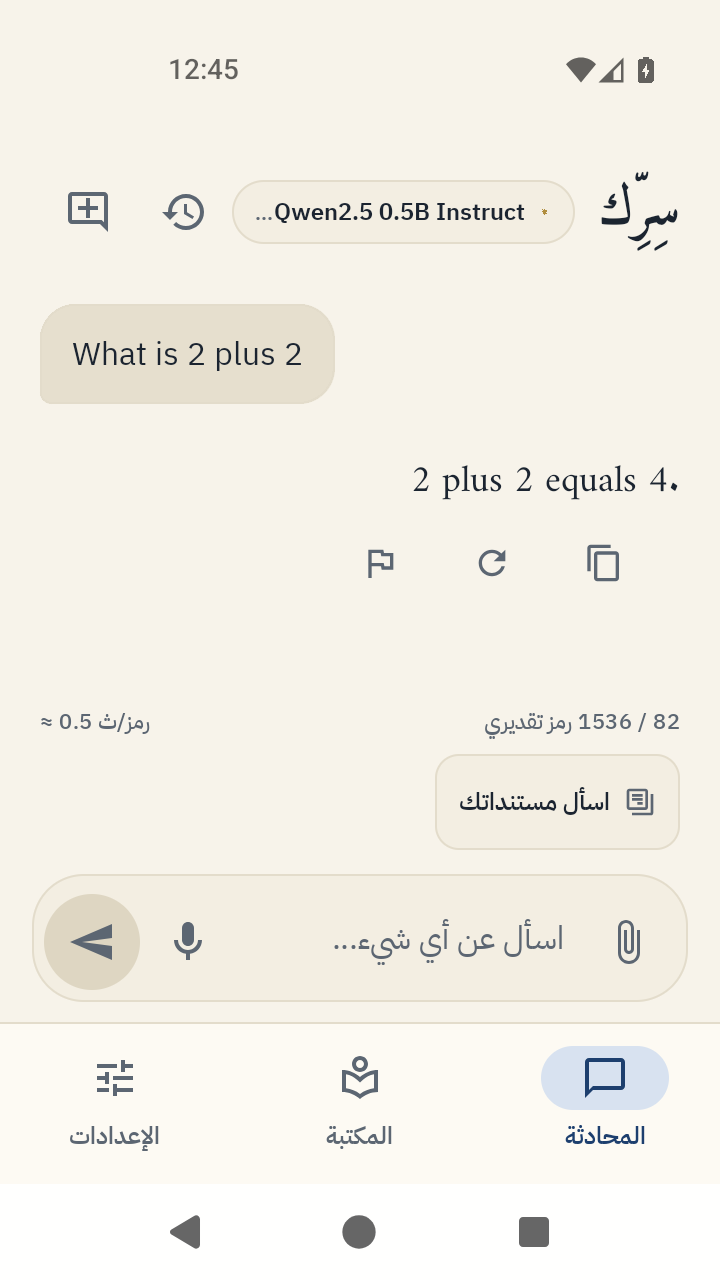 12:45
سِرِّك
Qwen2.5 0.5B Instruct...
What is 2 plus 2
2 plus 2 equals 4.
82 / 1536 رمز تقديري
≈ 0.5 رمز/ث
اسأل مستنداتك
اسأل عن أي شيء...
المحادثة
المكتبة
الإعدادات